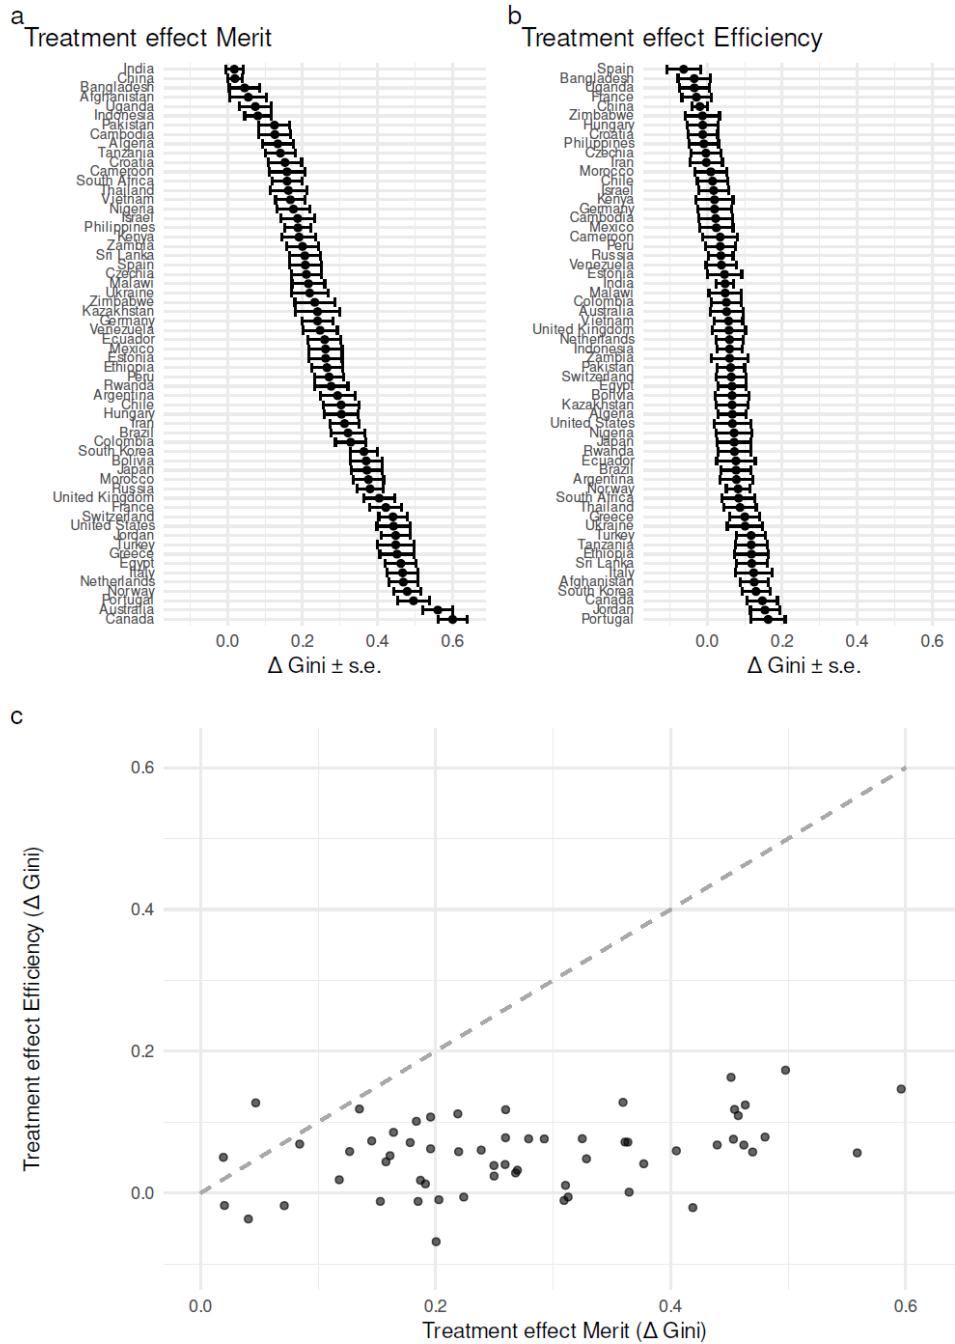 a
Treatment effect Merit
India
China
Bangladesh
Afghanistan
Uganda
Indonesia
Pakistan
Cambodia
Algeria
Tanzania
Croatia
Cameroon
South Africa
Thailand
Vietnam
Nigeria
Israel
Philippines
Kenya
Zambia
Sri Lanka
Spain
Czechia
Malawi
Ukraine
Zimbabwe
Kazakhstan
Germany
Venezuela
Ecuador
Mexico
Estonia
Ethiopia
Peru
Rwanda
Argentina
Chile
Hungary
Iran
Brazil
Colombia
South Korea
Bolivia
Japan
Morocco
Russia
United Kingdom
France
Switzerland
United States
Jordan
Turkey
Greece
Egypt
Italy
Netherlands
Norway
Portugal
Australia
Canada
0.0 0.2 0.4 0.6
Δ Gini ± s.e.
b
Treatment effect Efficiency
Spain
Bangladesh
Uganda
France
China
Zimbabwe
Hungary
Croatia
Philippines
Czechia
Iran
Morocco
Chile
Israel
Kenya
Germany
Cambodia
Mexico
Cameroon
Peru
Russia
Venezuela
Estonia
India
Malawi
Colombia
Australia
Vietnam
United Kingdom
Netherlands
Indonesia
Zambia
Pakistan
Switzerland
Egypt
Bolivia
Kazakhstan
Algeria
United States
Nigeria
Japan
Rwanda
Ecuador
Brazil
Argentina
Norway
South Africa
Thailand
Greece
Ukraine
Turkey
Tanzania
Ethiopia
Sri Lanka
Italy
Afghanistan
South Korea
Canada
Jordan
Portugal
0.0 0.2 0.4 0.6
Δ Gini ± s.e.
c
Treatment effect Efficiency (Δ Gini)
0.6
0.4
0.2
0.0
0.0 0.2 0.4 0.6
Treatment effect Merit (Δ Gini)